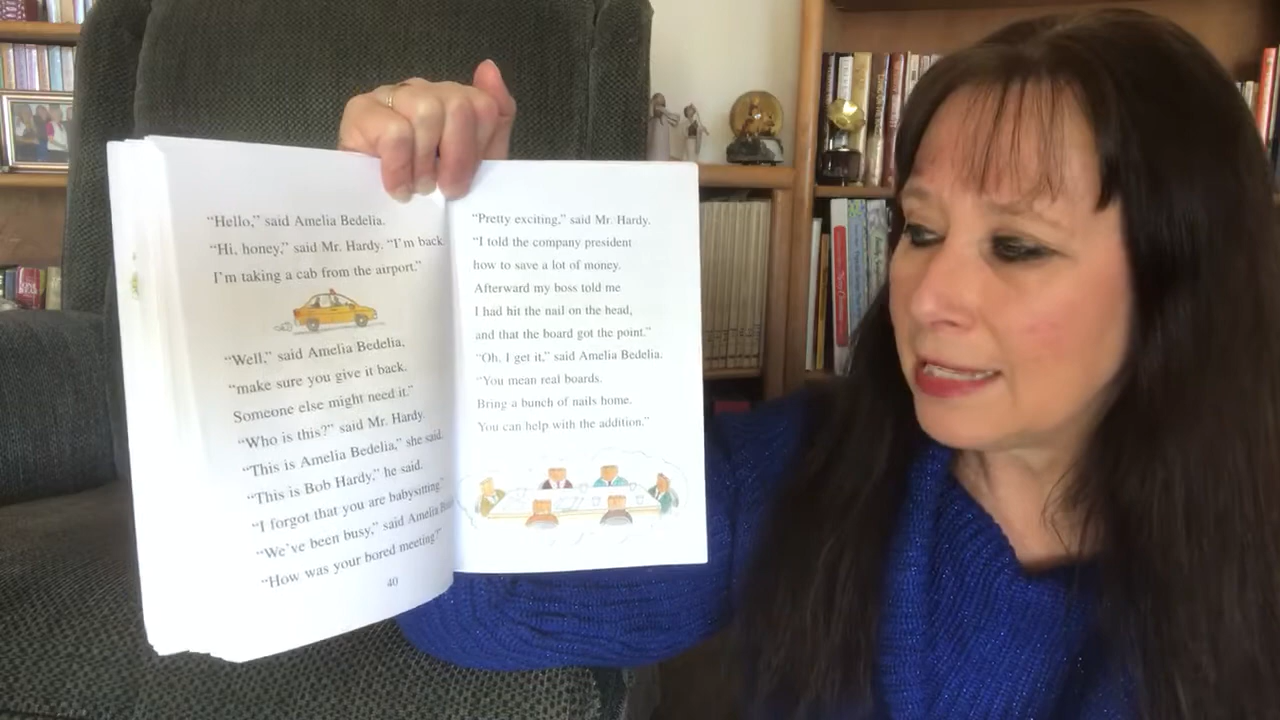 “Hello,” said Amelia Bedelia.
“Hi, honey,” said Mr. Hardy. “I’m back.
I’m taking a cab from the airport.”
“Well,” said Amelia Bedelia,
“make sure you give it back.
Someone else might need it.”
“Who is this?” said Mr. Hardy.
“This is Amelia Bedelia,” she said.
“This is Bob Hardy,” he said.
“I forgot that you are babysitting.”
“We’ve been busy,” said Amelia
“How was your bored meeting?”
40
“Pretty exciting,” said Mr. Hardy.
“I told the company president
how to save a lot of money.
Afterward my boss told me
I had hit the nail on the head,
and that the board got the point.”
“Oh, I get it,” said Amelia Bedelia.
“You mean real boards.
Bring a bunch of nails home.
You can help with the addition.”